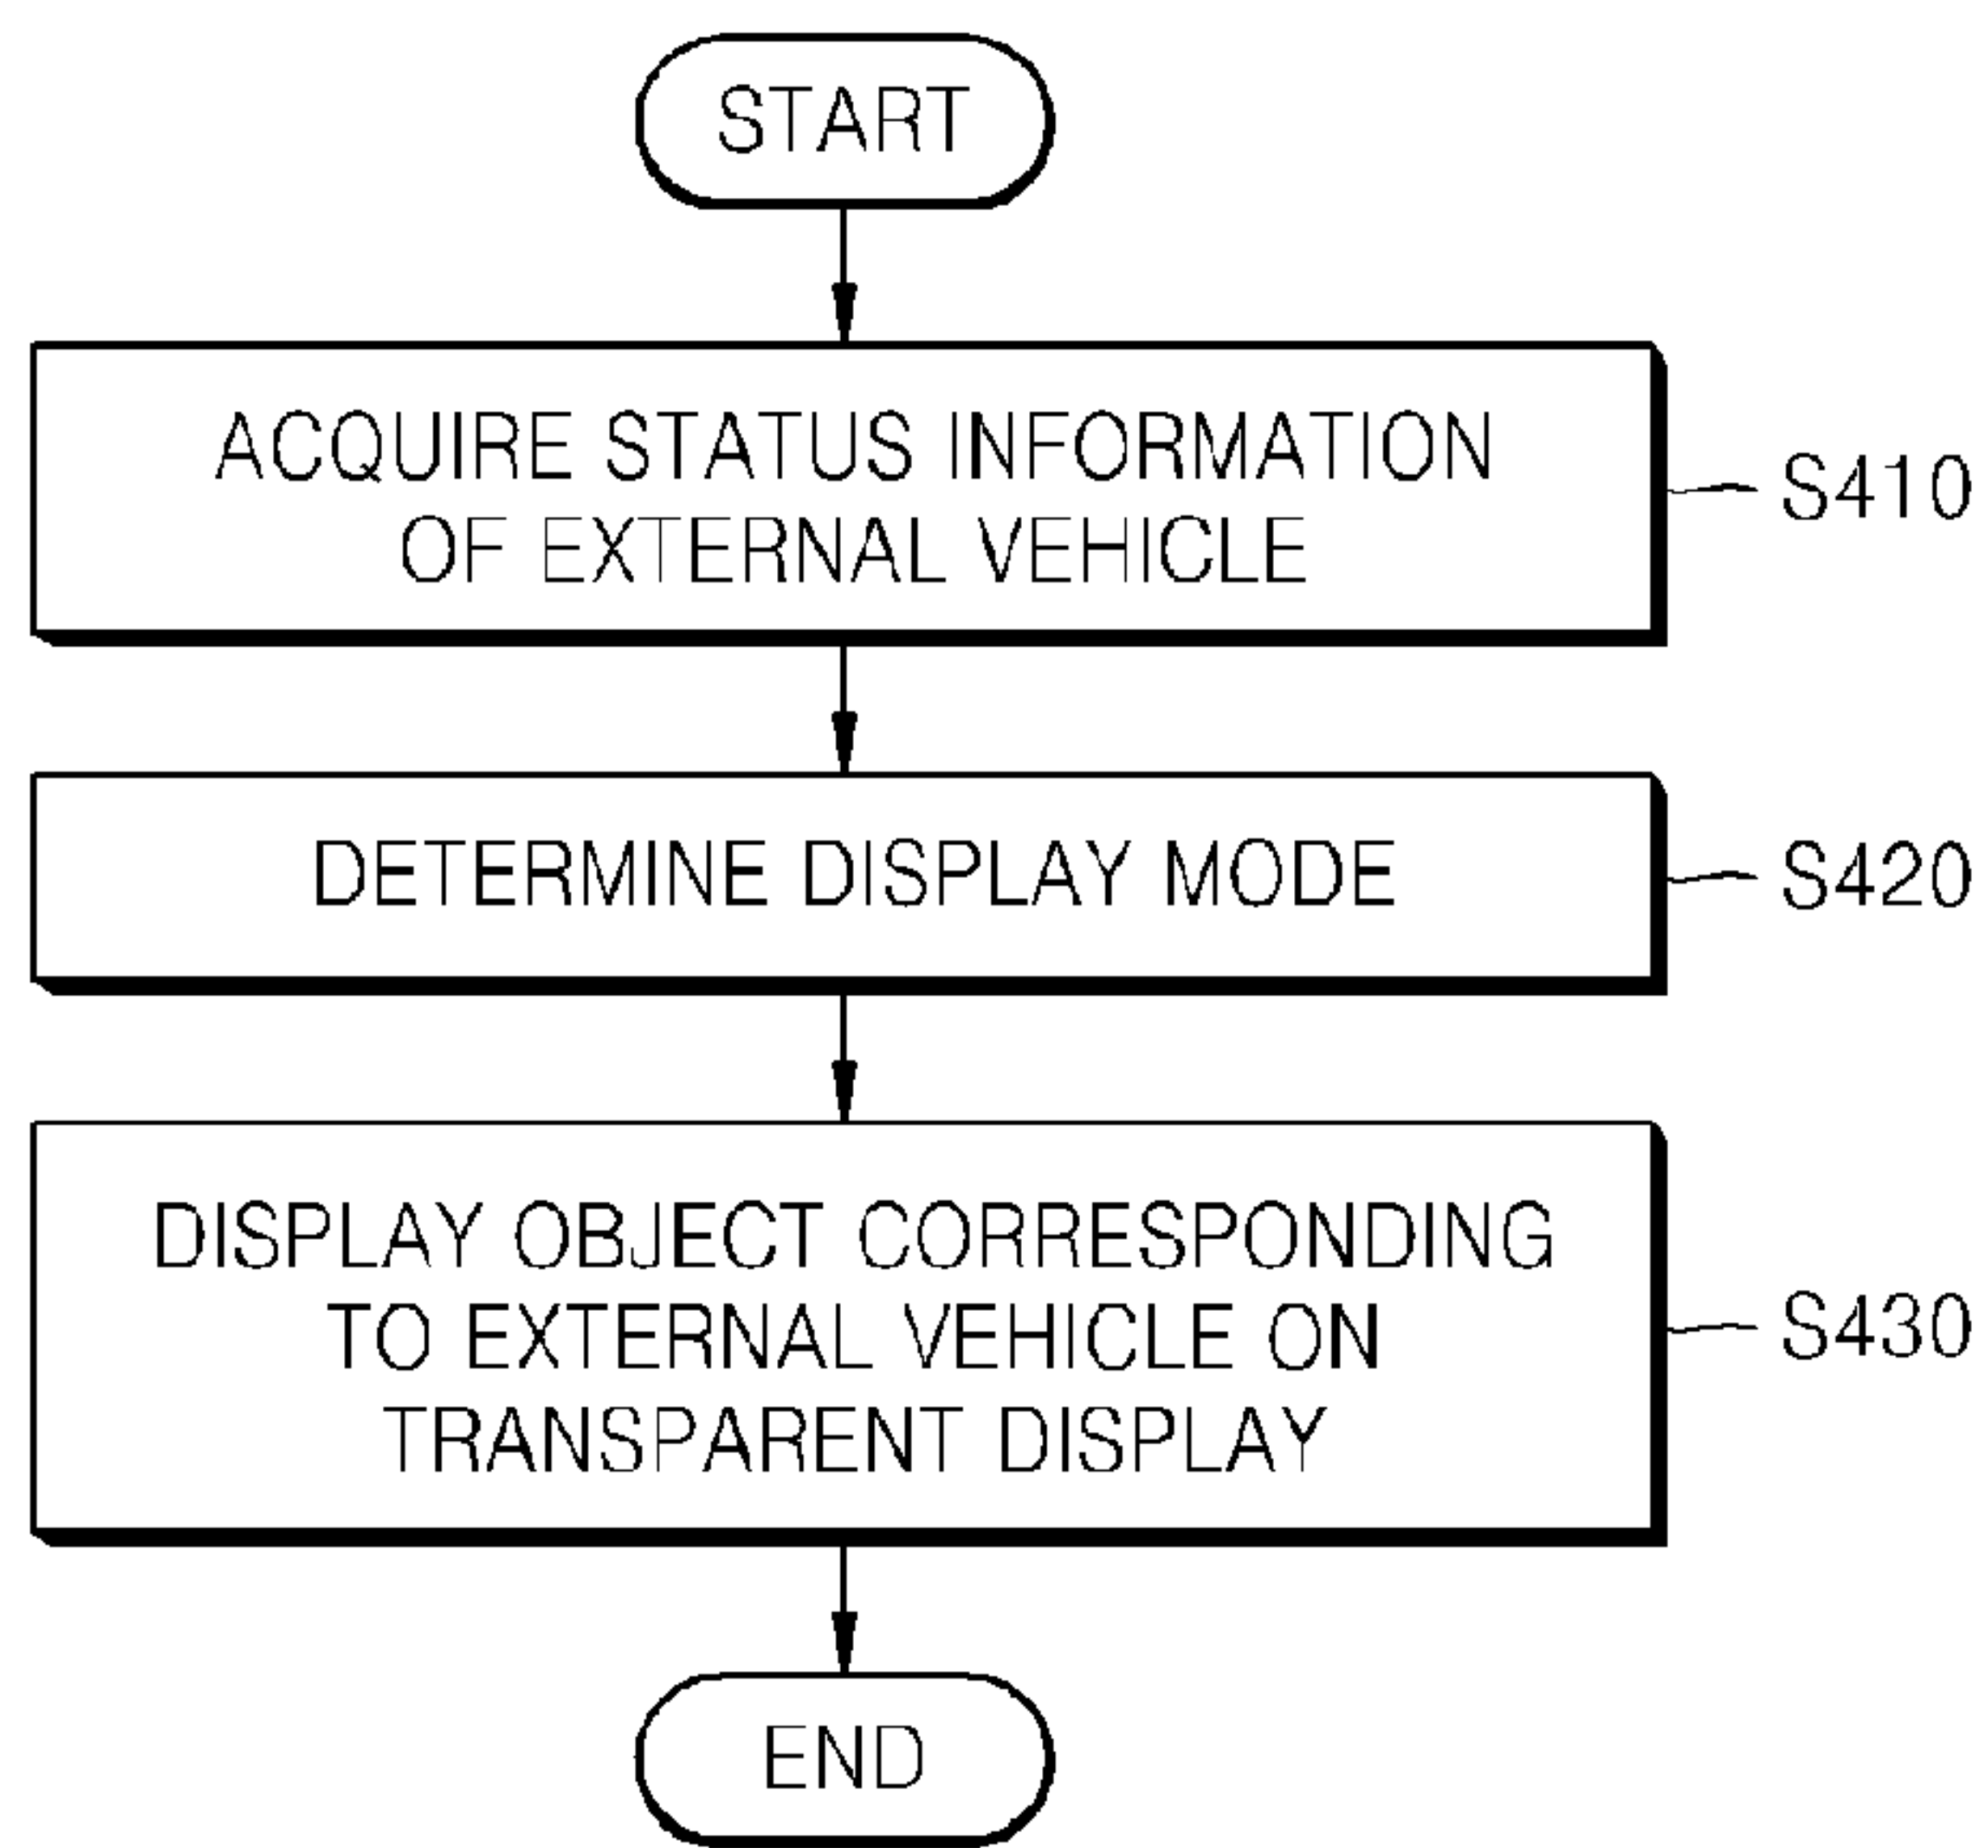 START
ACQUIRE STATUS INFORMATION
OF EXTERNAL VEHICLE
S410
DETERMINE DISPLAY MODE
S420
DISPLAY OBJECT CORRESPONDING
TO EXTERNAL VEHICLE ON
TRANSPARENT DISPLAY
S430
END